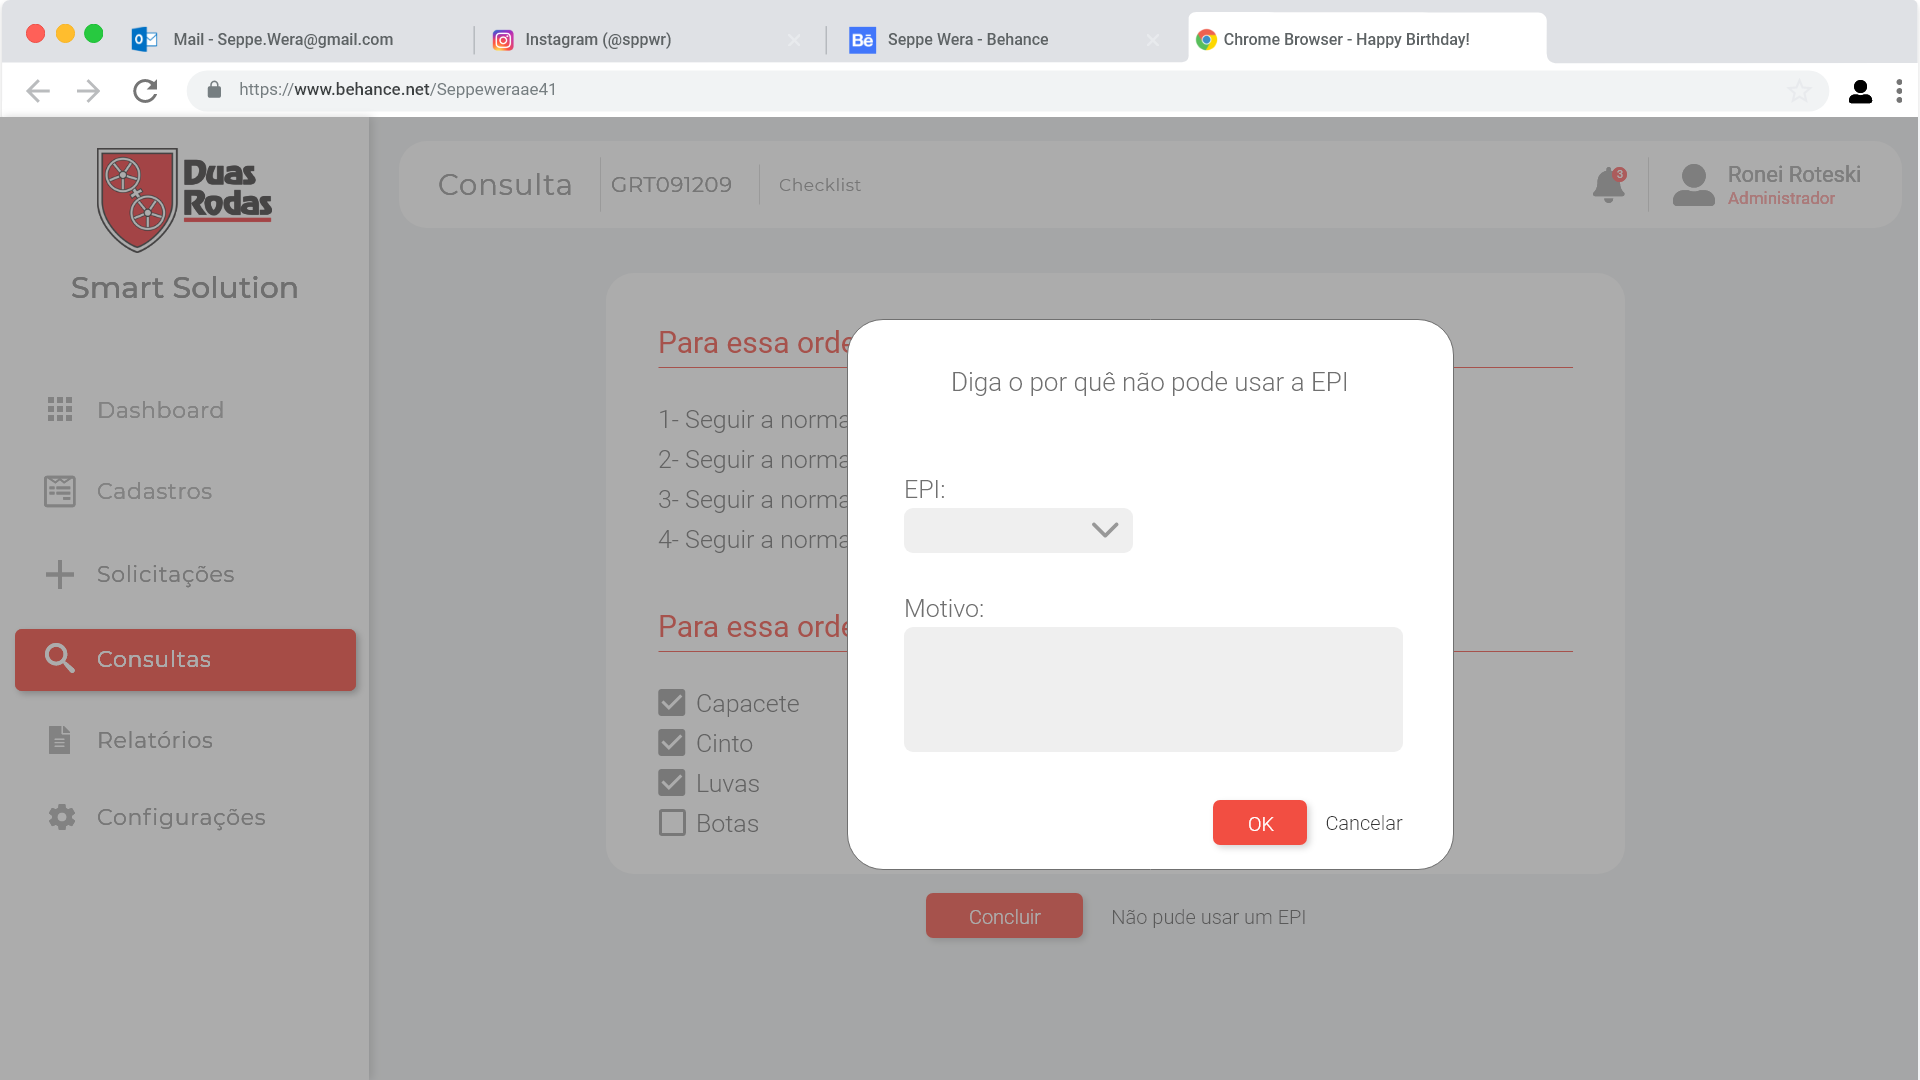 Mail - Seppe.Wera@gmail.com
Instagram (@sppwr)
Seppe Wera - Behance
Chrome Browser - Happy Birthday!
https://www.behance.net/Seppeweraae41
Duas
Rodas
Smart Solution
Consulta
GRT091209
Checklist
3
Ronei Roteski
Administrador
Dashboard
Cadastros
Solicitações
Consultas
Relatórios
Configurações
Para essa orde
1- Seguir a norma
2- Seguir a norma
3- Seguir a norma
4- Seguir a norma
Para essa orde
Capacete
Cinto
Luvas
Botas
Diga o por quê não pode usar a EPI
EPI:
Motivo:
OK
Cancelar
Concluir
Não pude usar um EPI